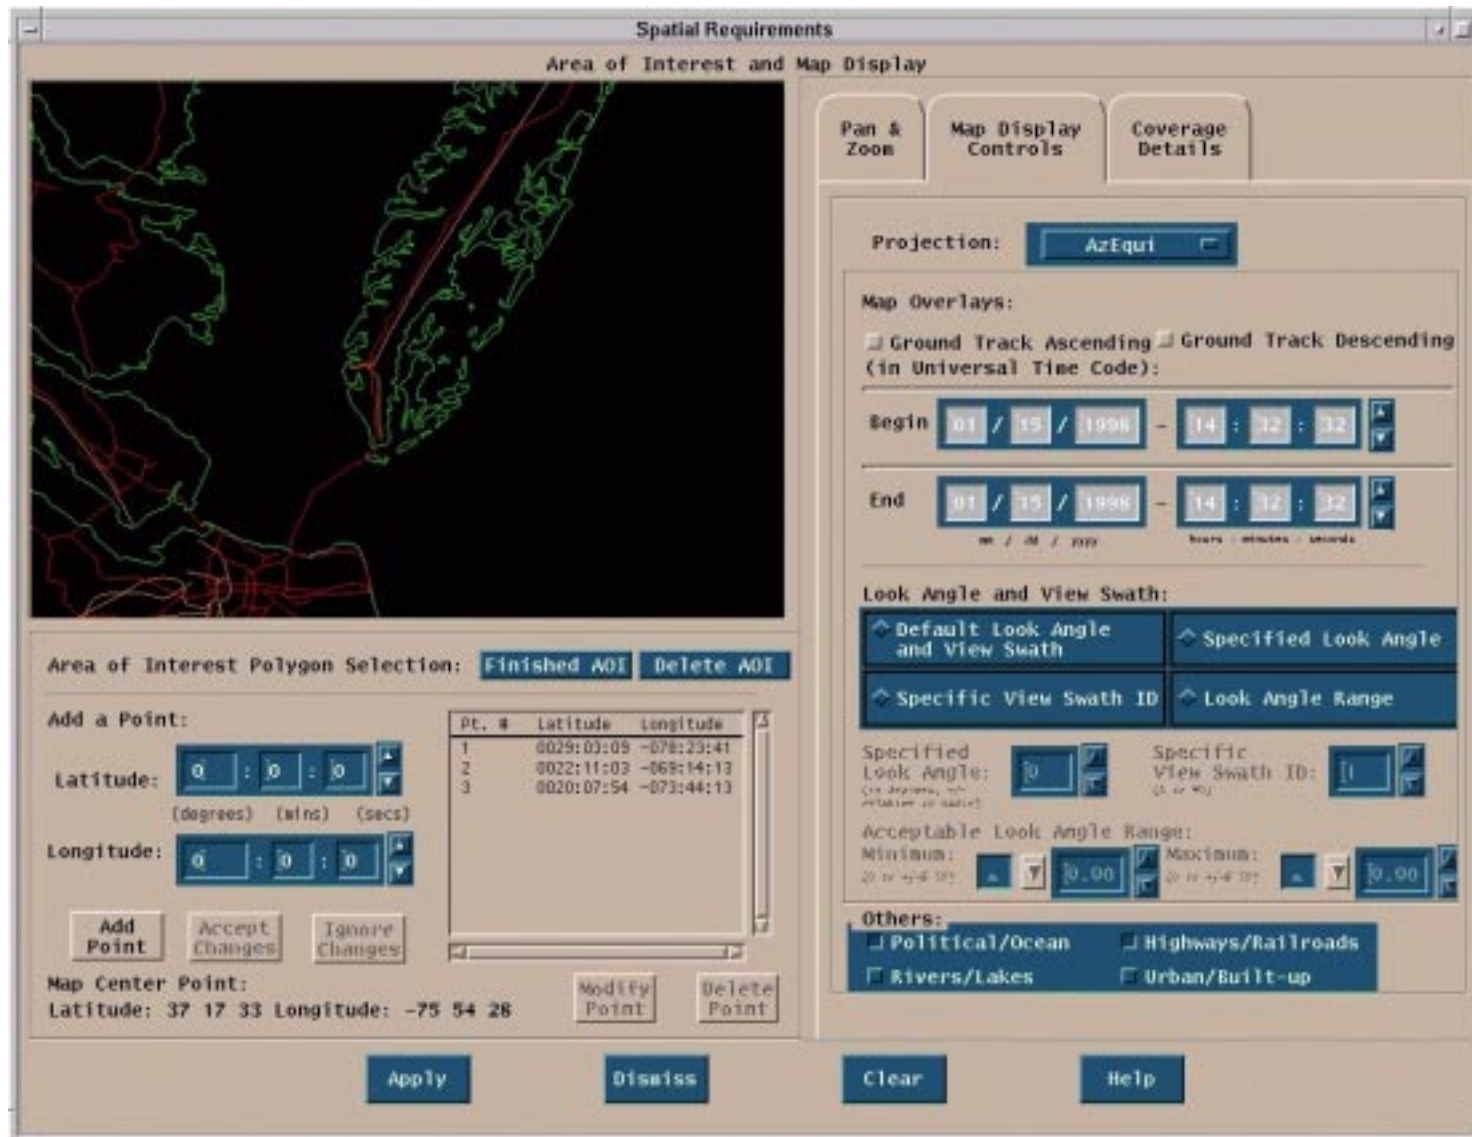 Spatial Requirements
Area of Interest and Map Display
Pan & Zoom
Map Display Controls
Coverage Details
Projection: AzEqui
Map Overlays:
Ground Track Ascending Ground Track Descending
(in Universal Time Code):
Begin 01 / 15 / 1998 - 14 : 32 : 32
End 01 / 15 / 1998 - 14 : 32 : 32
mm / dd / yyyy hours - minutes - seconds
Look Angle and View Swath:
Default Look Angle and View Swath
Specified Look Angle
Specific View Swath ID
Look Angle Range
Specified Look Angle: 0
Specific View Swath ID: 1
Acceptable Look Angle Range:
Minimum: 0.00 Maximum: 0.00
Others:
Political/Ocean Highways/Railroads
Rivers/Lakes Urban/Built-up
Area of Interest Polygon Selection: Finished AOI Delete AOI
Add a Point:
Latitude: 0 : 0 : 0
(degrees) (mins) (secs)
Longitude: 0 : 0 : 0
Pt. # Latitude Longitude
1 0029:03:09 -078:23:41
2 0022:11:03 -069:14:13
3 0020:07:54 -073:44:13
Add Point
Accept Changes
Ignore Changes
Map Center Point:
Latitude: 37 17 33 Longitude: -75 54 28
Modify Point
Delete Point
Apply Dismiss Clear Help